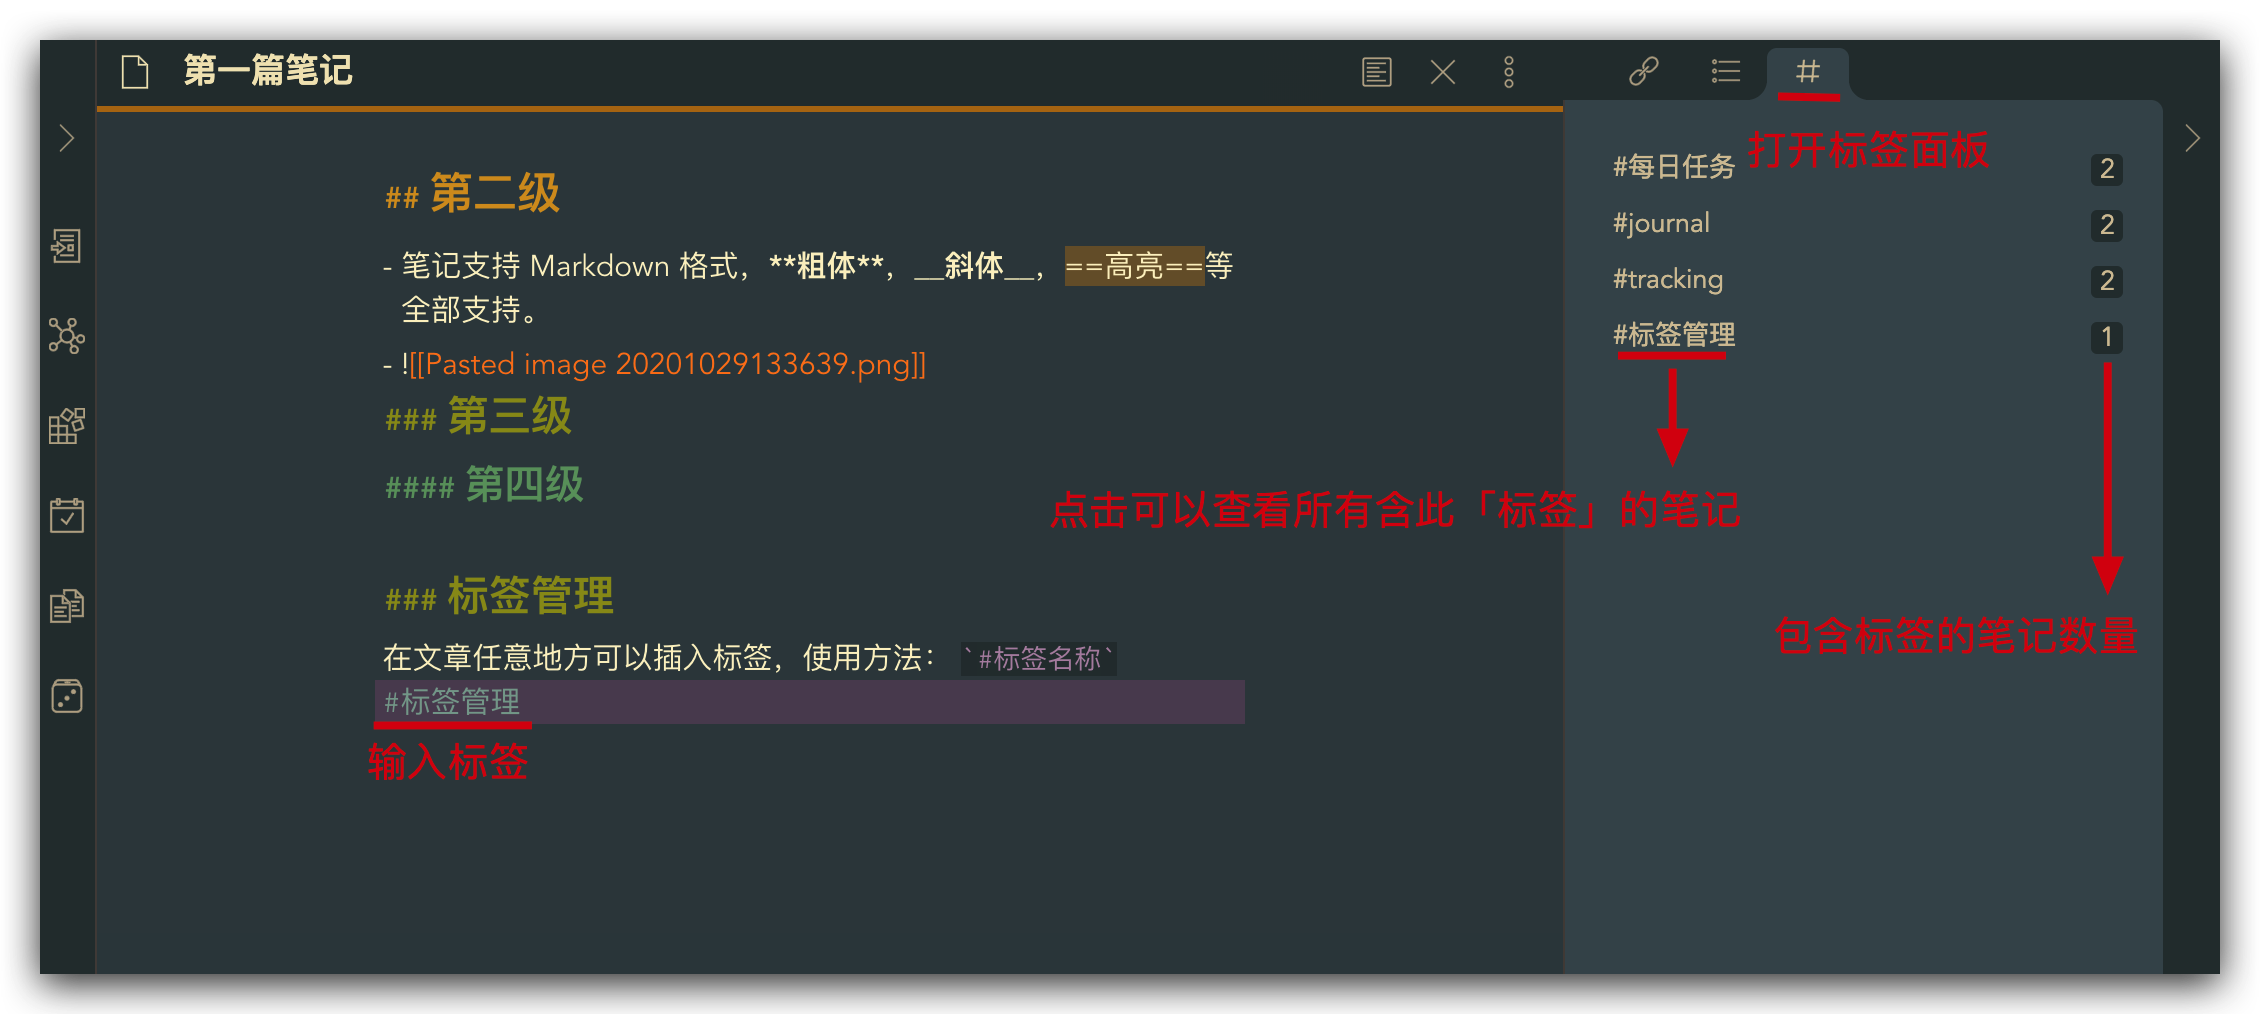 第一篇笔记
## 第二级
- 笔记支持 Markdown 格式，**粗体**，__斜体__，==高亮==等
全部支持。
- ![[Pasted image 20201029133639.png]]
### 第三级
#### 第四级
### 标签管理
在文章任意地方可以插入标签，使用方法： `#标签名称`
#标签管理
输入标签
#
打开标签面板
#每日任务 2
#journal 2
#tracking 2
#标签管理 1
点击可以查看所有含此「标签」的笔记
包含标签的笔记数量